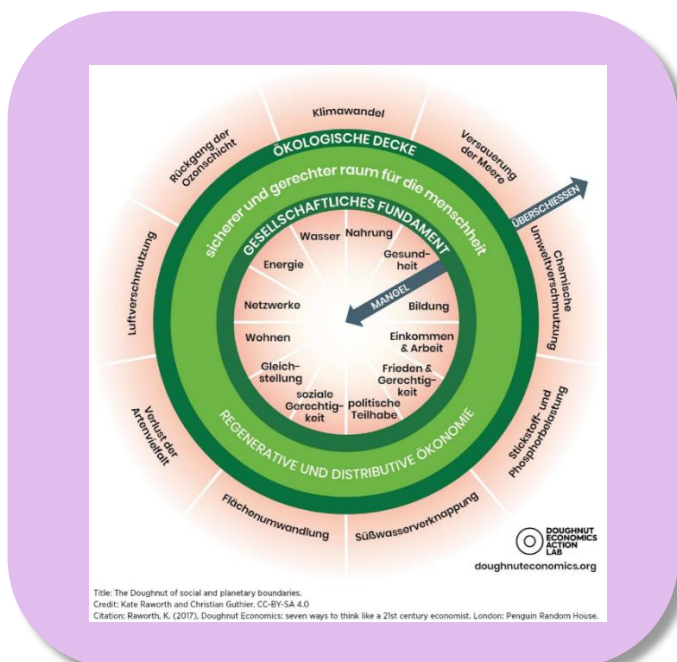 Klimawandel
Rückgang der
Ozonschicht
Versauerung
der Meere
ÖKOLOGISCHE DECKE
sicherer und gerechter raum für die menschheit
GESELLSCHAFTLICHES FUNDAMENT
ÜBERSCHIESSEN
Wasser
Nahrung
Energie
Gesund-
heit
MANGEL
Netzwerke
Bildung
Wohnen
Einkommen
& Arbeit
Gleich-
stellung
Frieden &
Gerechtig-
keit
soziale
Gerechtig-
keit
politische
Teilhabe
REGENERATIVE UND DISTRIBUTIVE ÖKONOMIE
Luftverschmutzung
Chemische
Umweltverschmutzung
Verlust der
Artenvielfalt
Stickstoff- und
Phosphorbelastung
Flächenumwandlung
Süßwasserverknappung
DOUGHNUT
ECONOMICS
ACTION
LAB
doughnuteconomics.org
Title: The Doughnut of social and planetary boundaries.
Credit: Kate Raworth and Christian Guthier. CC-BY-SA 4.0
Citation: Raworth, K. (2017), Doughnut Economics: seven ways to think like a 21st century economist. London: Penguin Random House.